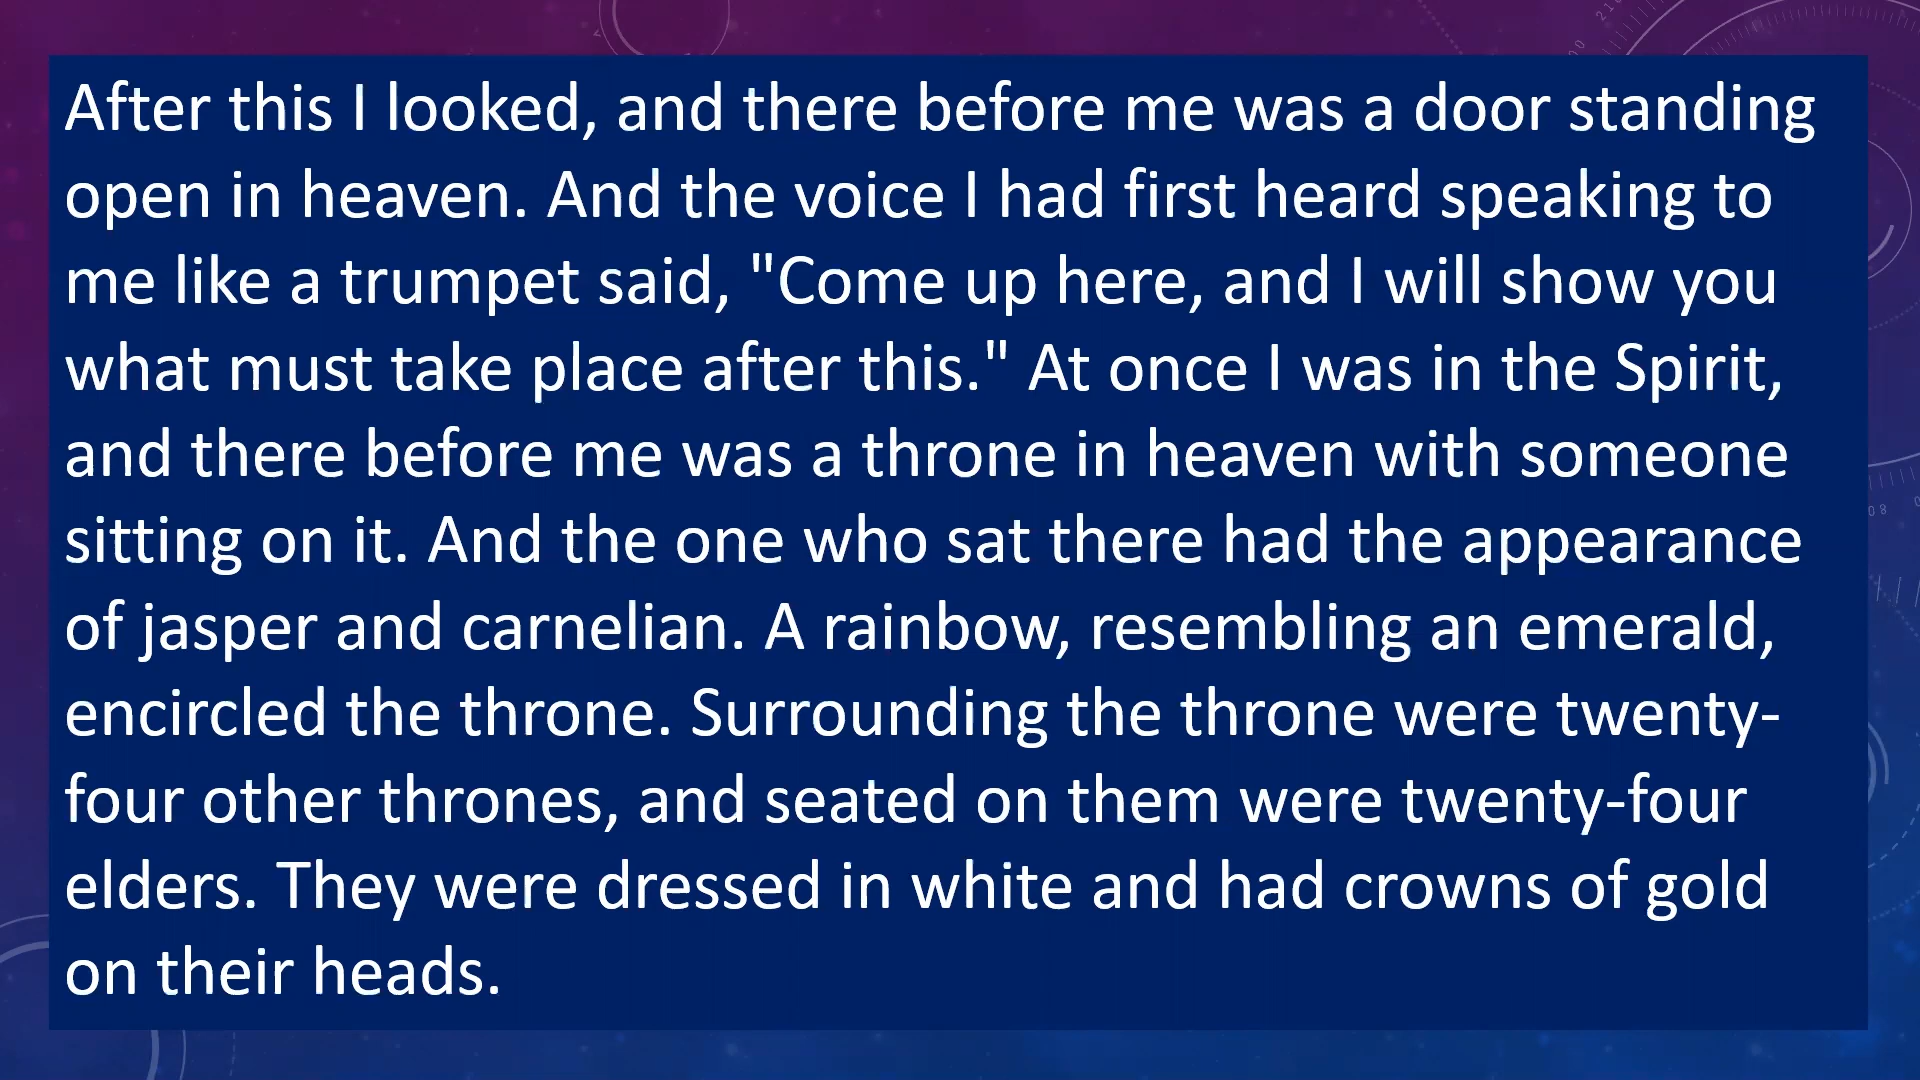 After this I looked, and there before me was a door standing
open in heaven. And the voice I had first heard speaking to
me like a trumpet said, "Come up here, and I will show you
what must take place after this." At once I was in the Spirit,
and there before me was a throne in heaven with someone
sitting on it. And the one who sat there had the appearance
of jasper and carnelian. A rainbow, resembling an emerald,
encircled the throne. Surrounding the throne were twenty-
four other thrones, and seated on them were twenty-four
elders. They were dressed in white and had crowns of gold
on their heads.